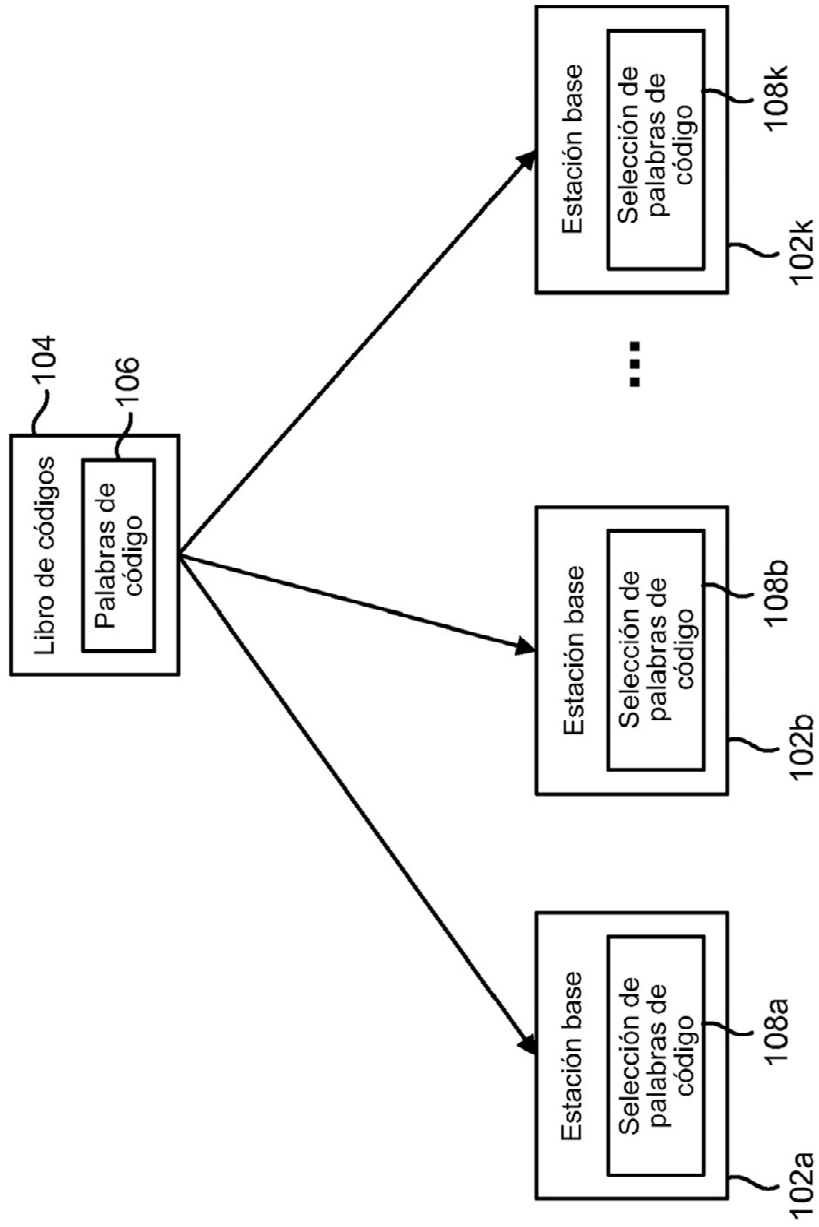 104
Libro de códigos
106
Palabras de
código
Estación base
Selección de
palabras de
código
102a
108a
Estación base
Selección de
palabras de
código
102b
108b
...
Estación base
Selección de
palabras de
código
102k
108k